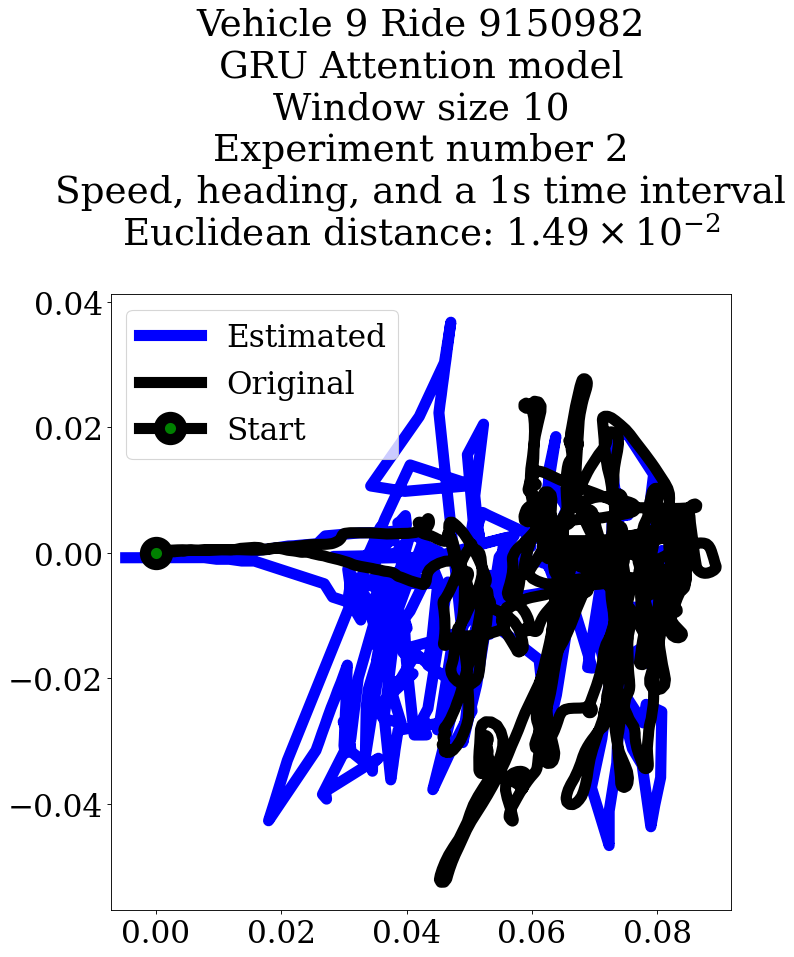 Vehicle 9 Ride 9150982
GRU Attention model
Window size 10
Experiment number 2
Speed, heading, and a 1s time interval
Euclidean distance: 1.49 × 10⁻²
Estimated
Original
Start
0.04
0.02
0.00
−0.02
−0.04
0.00 0.02 0.04 0.06 0.08